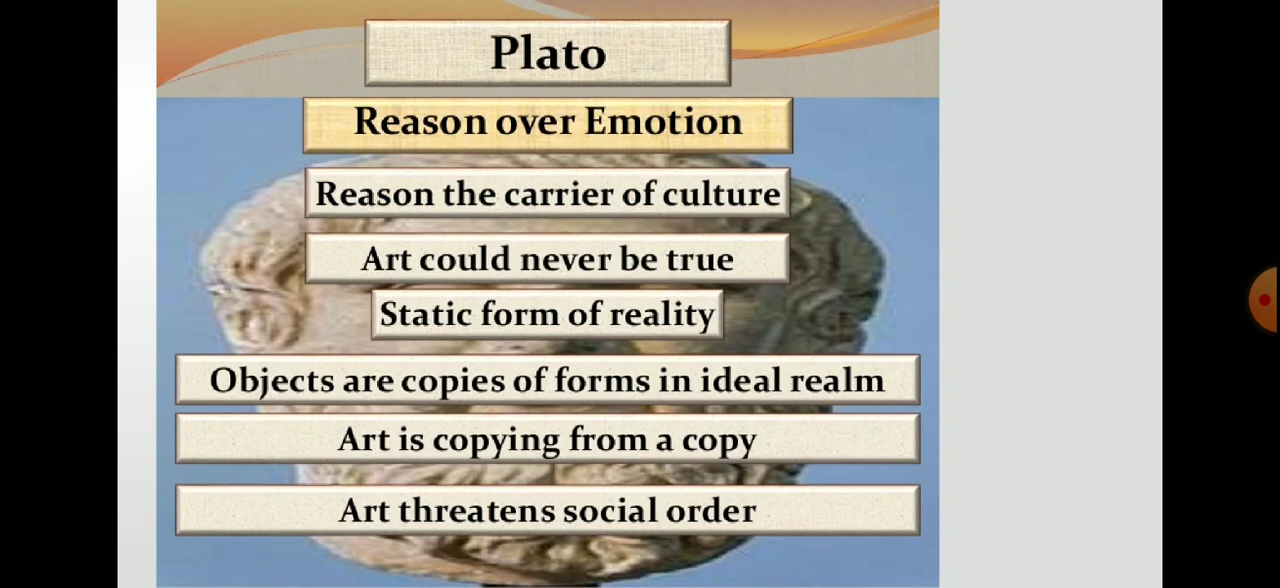 Plato
Reason over Emotion
Reason the carrier of culture
Art could never be true
Static form of reality
Objects are copies of forms in ideal realm
Art is copying from a copy
Art threatens social order